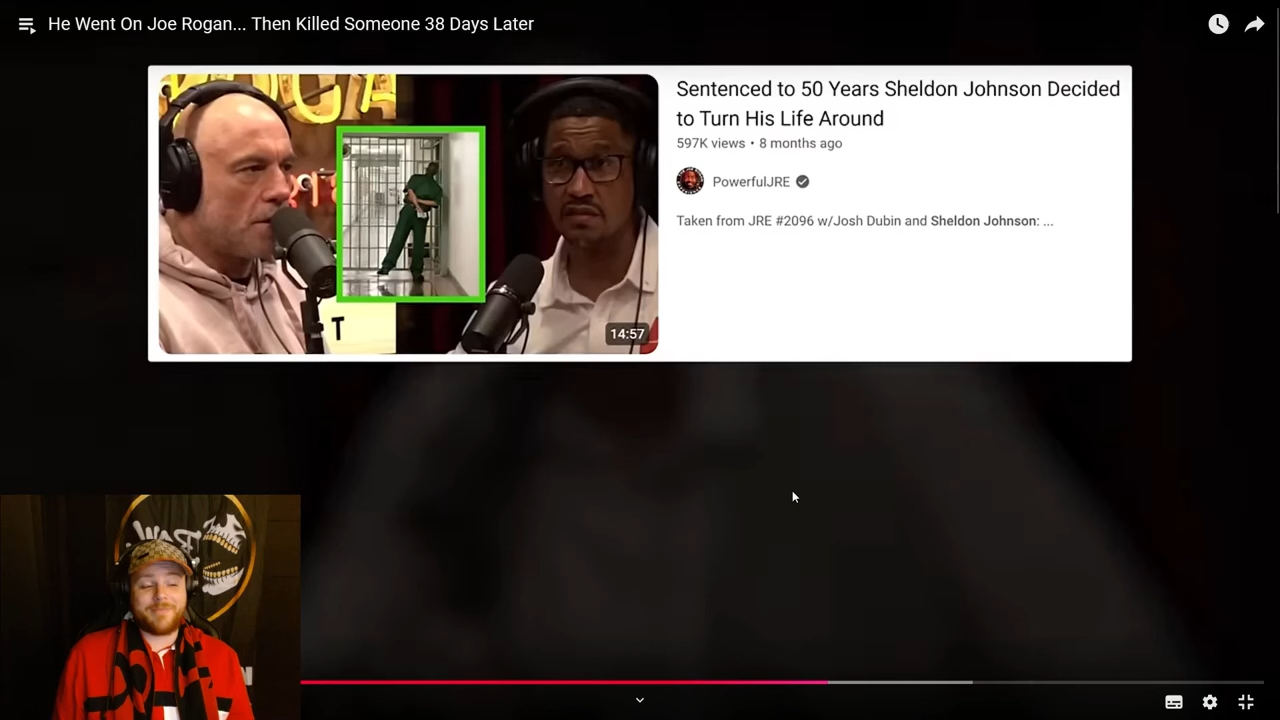 He Went On Joe Rogan... Then Killed Someone 38 Days Later
Sentenced to 50 Years Sheldon Johnson Decided
to Turn His Life Around
597K views • 8 months ago
PowerfulJRE
Taken from JRE #2096 w/Josh Dubin and Sheldon Johnson: ...
T
14:57